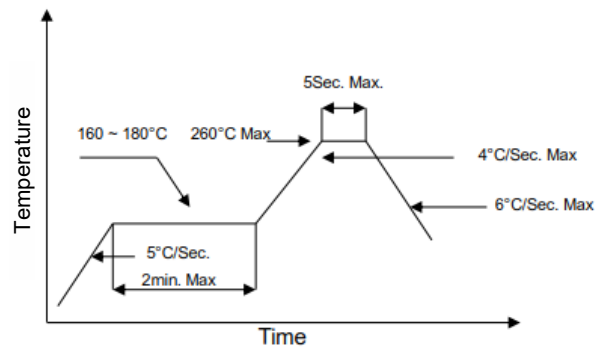 5Sec. Max.
160 ~ 180°C
260°C Max
4°C/Sec. Max
6°C/Sec. Max
5°C/Sec.
2min. Max
Temperature
Time